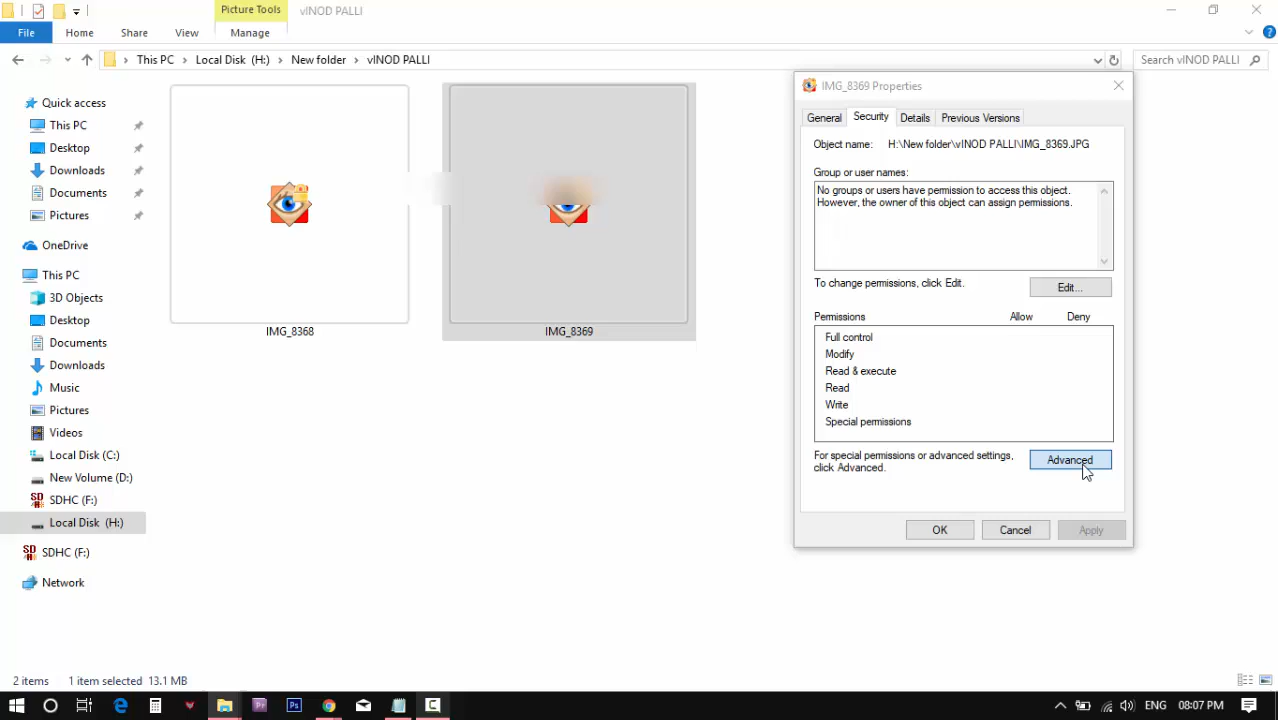 Picture Tools
vINOD PALLI
File
Home
Share
View
Manage
This PC
Local Disk (H:)
New folder
vINOD PALLI
Search vINOD PALLI
Quick access
This PC
Desktop
Downloads
Documents
Pictures
OneDrive
This PC
3D Objects
Desktop
Documents
Downloads
Music
Pictures
Videos
Local Disk (C:)
New Volume (D:)
SDHC (F:)
Local Disk (H:)
SDHC (F:)
Network
IMG_8368
IMG_8369
IMG_8369 Properties
General
Security
Details
Previous Versions
Object name: H:\New folder\vINOD PALLI\IMG_8369.JPG
Group or user names:
No groups or users have permission to access this object.
However, the owner of this object can assign permissions.
To change permissions, click Edit.
Edit...
Permissions Allow Deny
Full control
Modify
Read & execute
Read
Write
Special permissions
For special permissions or advanced settings,
click Advanced.
Advanced
OK
Cancel
Apply
2 items 1 item selected 13.1 MB
Pr
Ps
ENG
08:07 PM